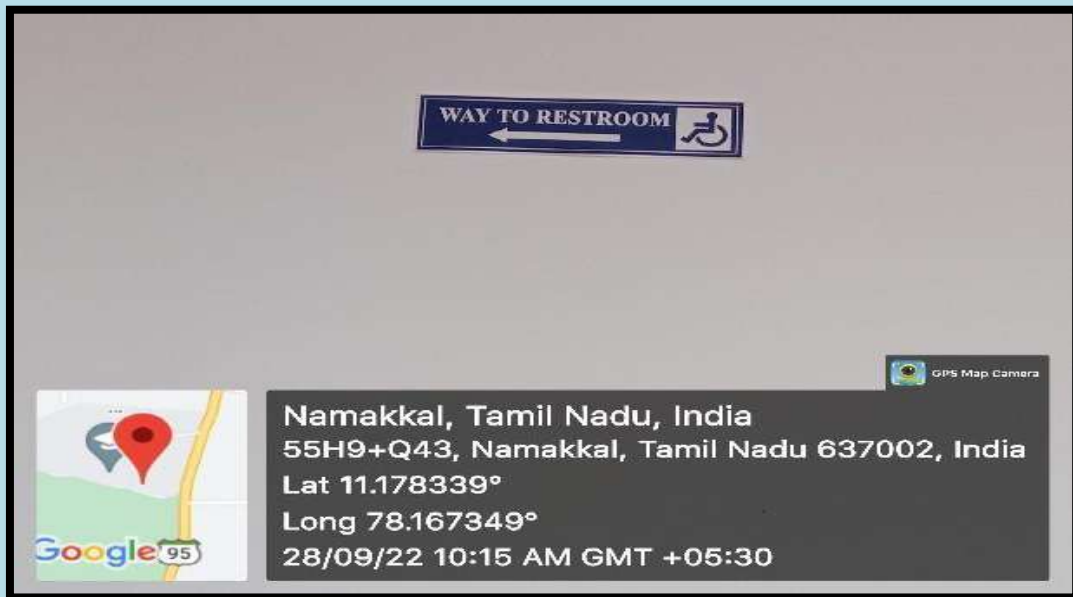 WAY TO RESTROOM
GPS Map Camera
Namakkal, Tamil Nadu, India
55H9+Q43, Namakkal, Tamil Nadu 637002, India
Lat 11.178339°
Long 78.167349°
28/09/22 10:15 AM GMT +05:30
Google
95